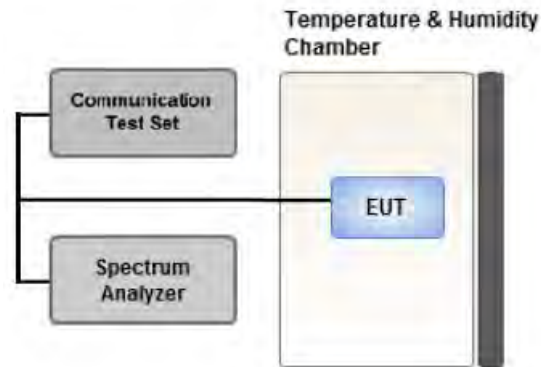 Temperature & Humidity
Chamber
Communication
Test Set
EUT
Spectrum
Analyzer